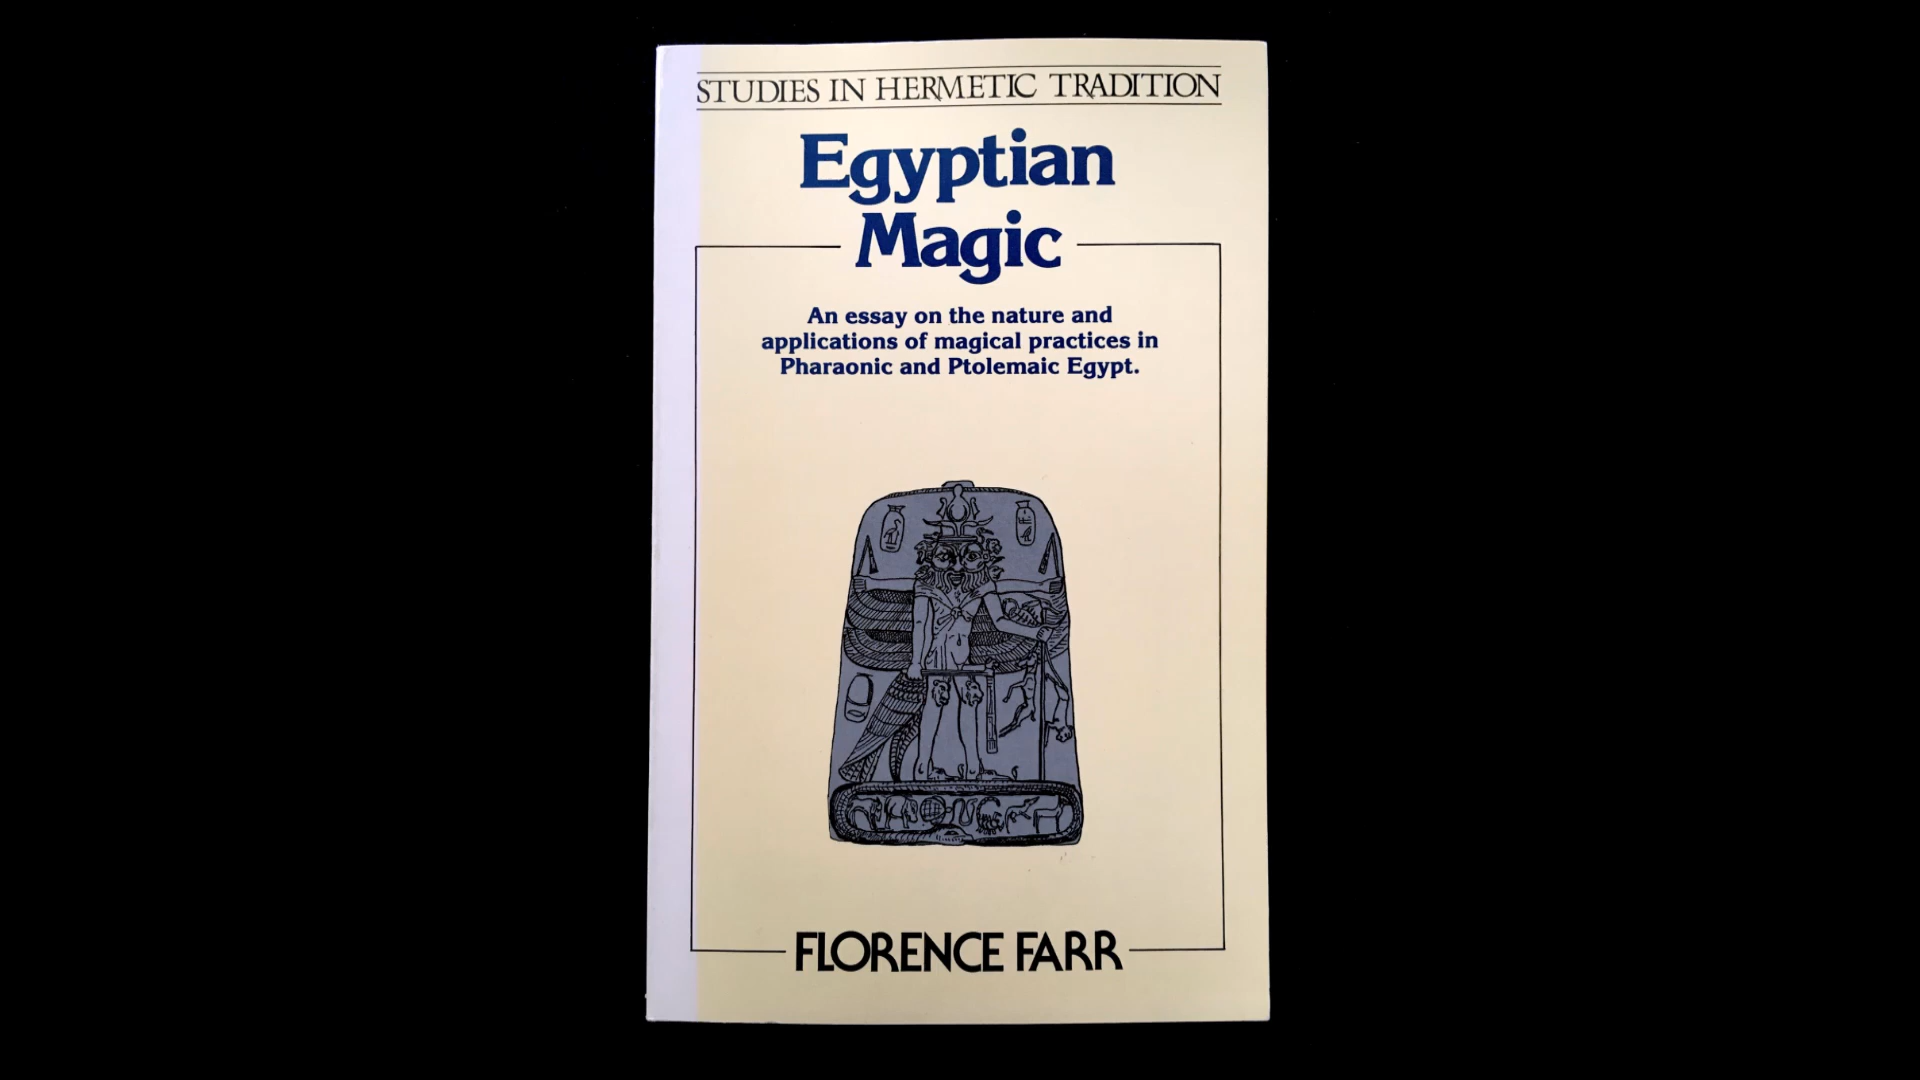 STUDIES IN HERMETIC TRADITION
Egyptian
Magic
An essay on the nature and
applications of magical practices in
Pharaonic and Ptolemaic Egypt.
FLORENCE FARR